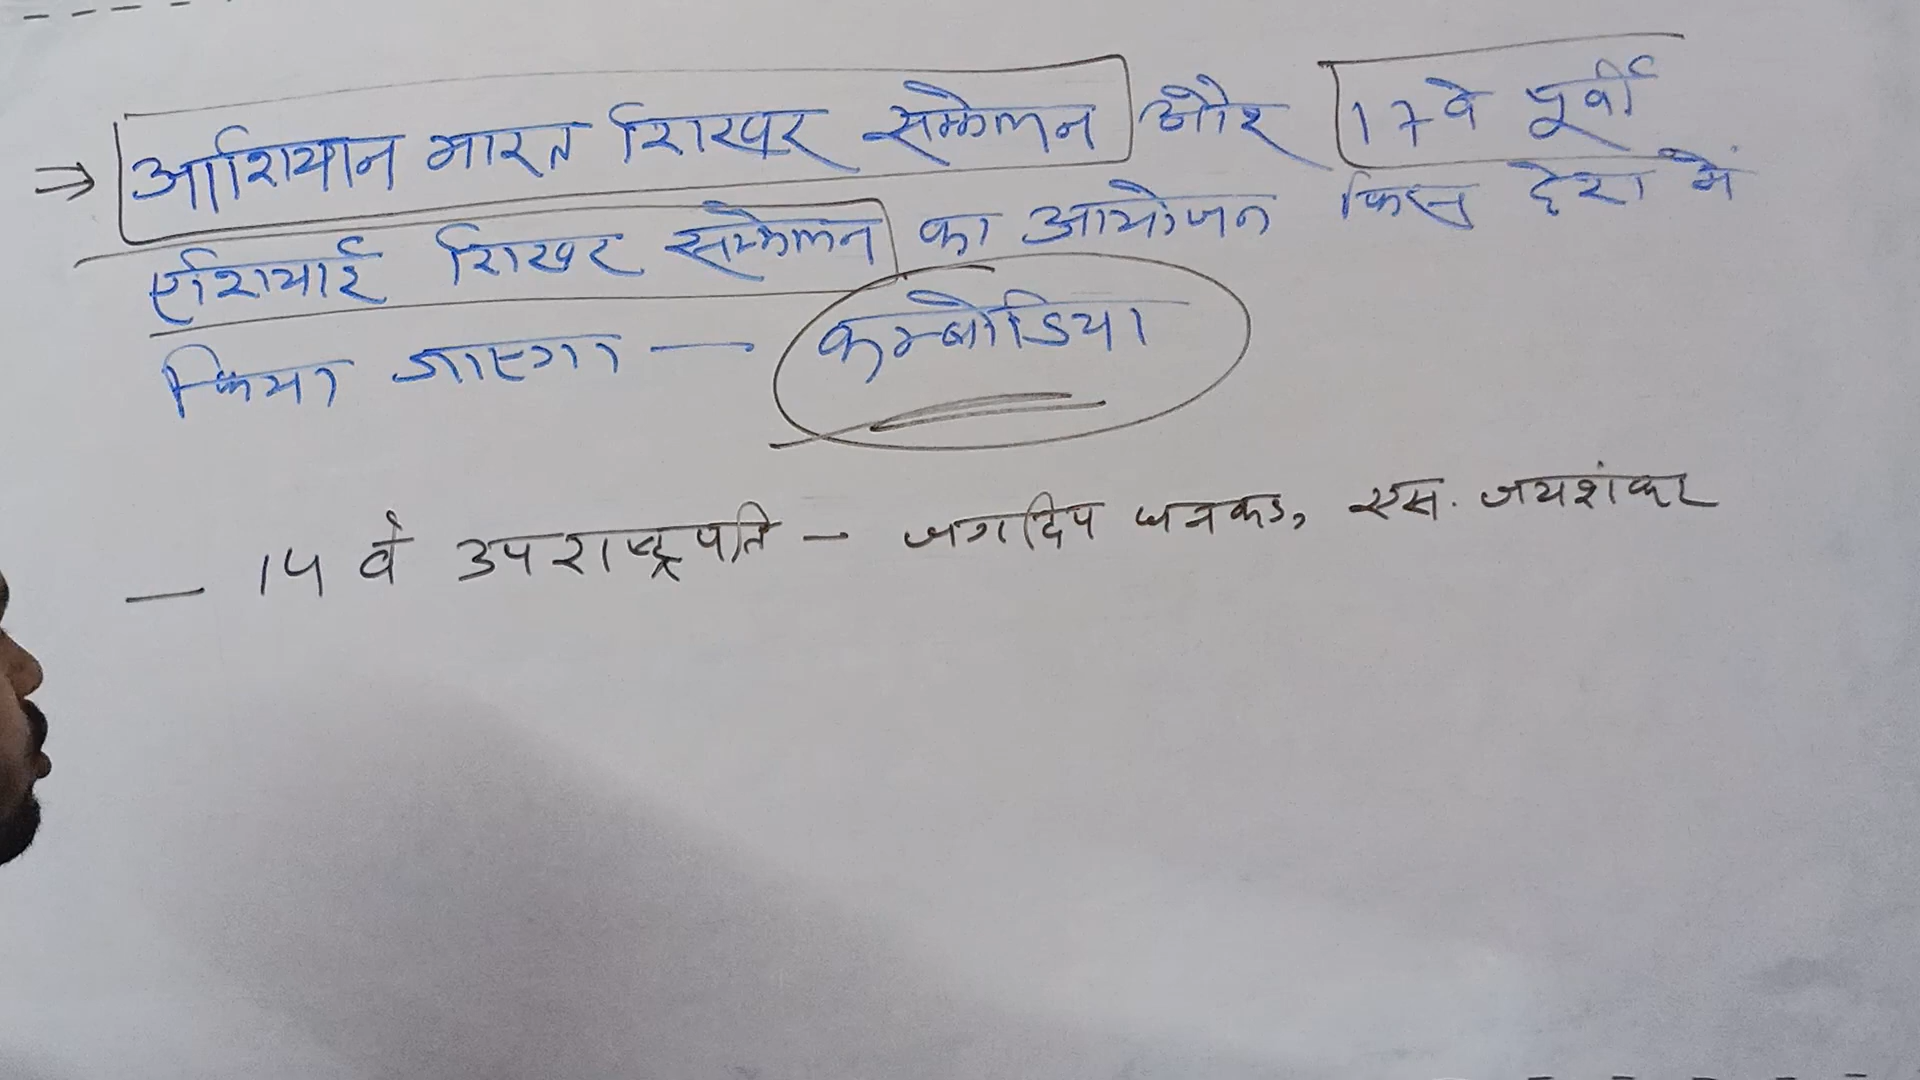 ⇒ आशियान भारत शिखर सम्मेलन और 17वे पूर्वी
एशियाई शिखर सम्मेलन का आयोजन किस देश में
किया जाएगा — कम्बोडिया
— 14 वे उपराष्ट्रपति - जगदिप धनकड, एस. जयशंकर